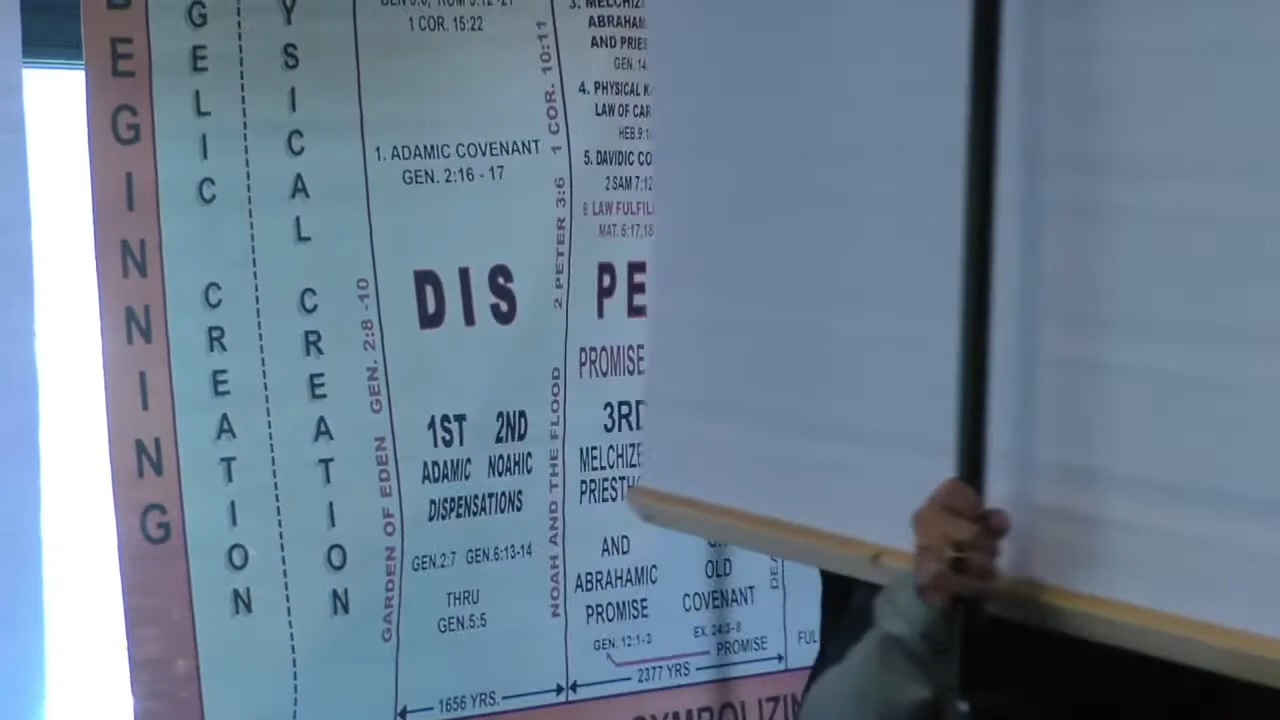 BEGINNING
GELIC CREATION
YSICAL CREATION
1 COR. 15:22
1. ADAMIC COVENANT
GEN. 2:16 - 17
DIS
1ST 2ND
ADAMIC NOAHIC
DISPENSATIONS
GEN.2:7 GEN.6:13-14
THRU
GEN.5:5
1656 YRS.
GARDEN OF EDEN GEN. 2:8 -10
NOAH AND THE FLOOD 2 PETER 3:6 1 COR. 10:11
3. MELCHIZ
ABRAHAM
AND PRIES
GEN. 14
4. PHYSICAL K
LAW OF CAR
HEB.9:1
5. DAVIDIC CO
2 SAM 7:12
6 LAW FULFIL
MAT. 5:17,18
PE
PROMISE
3RD
MELCHIZE
PRIESTH
AND
ABRAHAMIC
PROMISE
GEN. 12:1-3
OLD
COVENANT
EX. 24:3-8
PROMISE
2377 YRS
DEA
FUL
SYMBOLIZIN